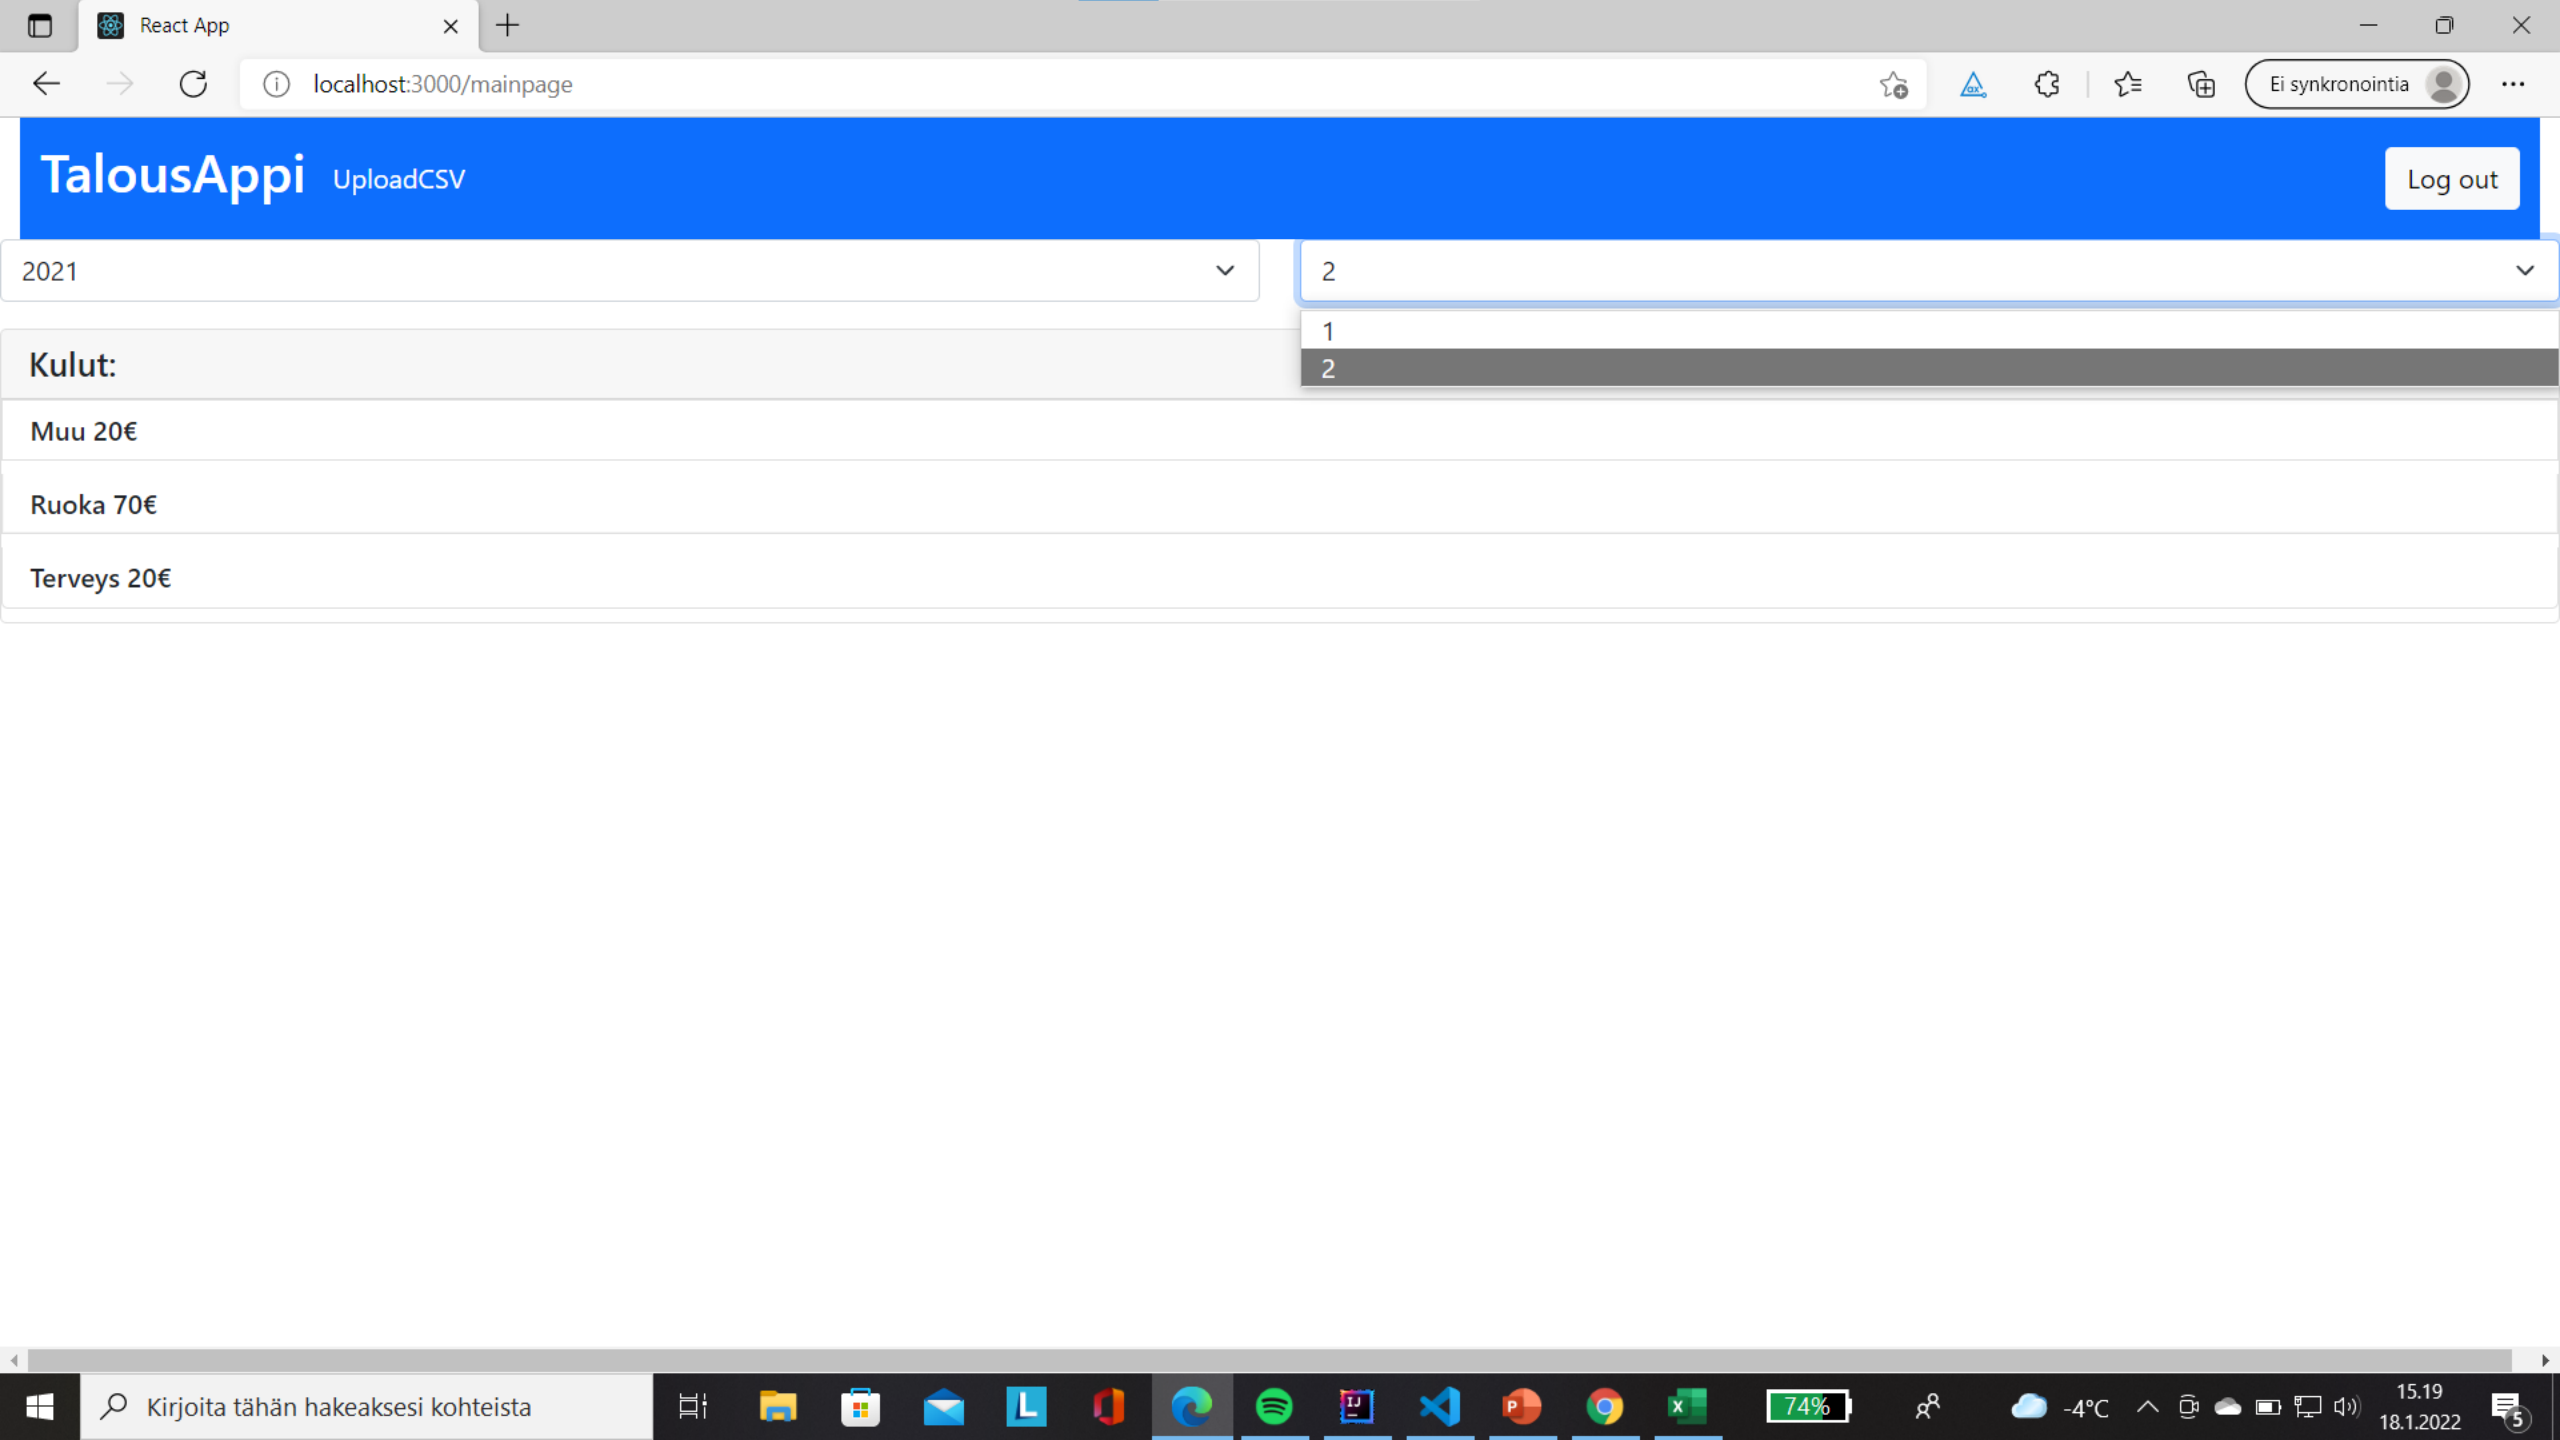 React App
localhost:3000/mainpage
Ei synkronointia
TalousAppi UploadCSV Log out
2021 2
1
2
Kulut:
Muu 20€
Ruoka 70€
Terveys 20€
Kirjoita tähän hakeaksesi kohteista
74%
-4°C
15.19
18.1.2022
5